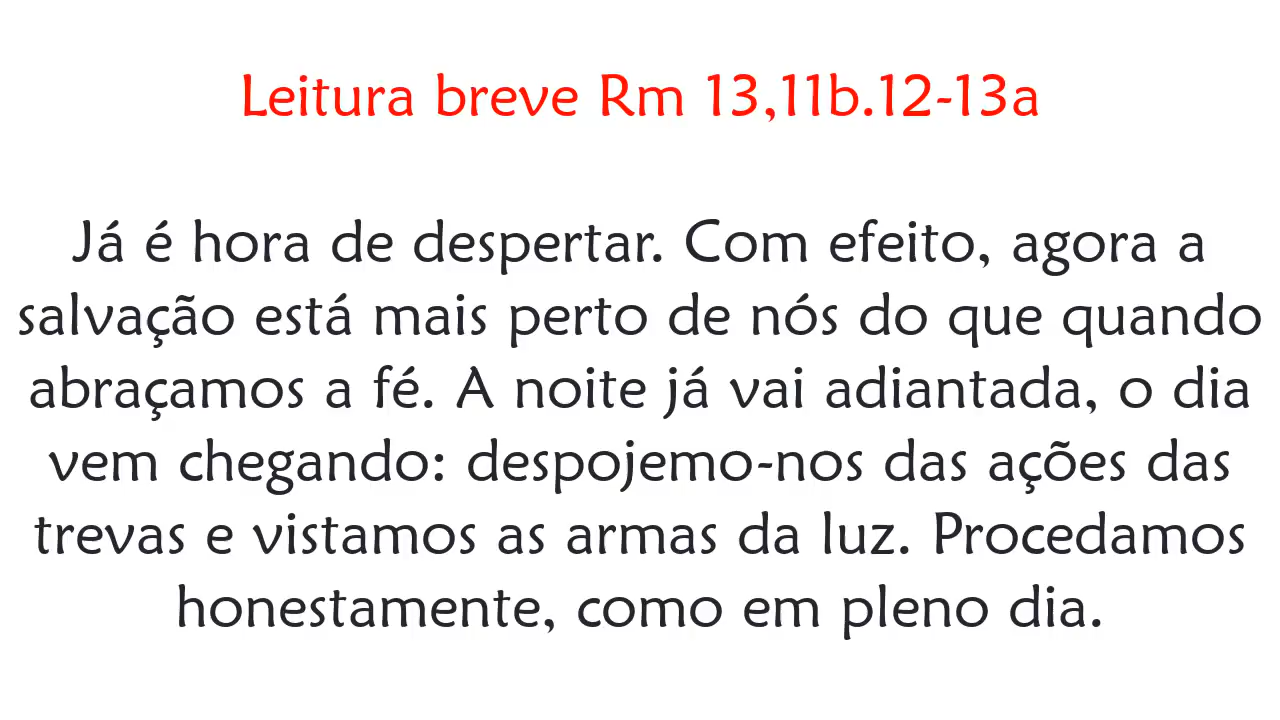 Leitura breve Rm 13,11b.12-13a
Já é hora de despertar. Com efeito, agora a
salvação está mais perto de nós do que quando
abraçamos a fé. A noite já vai adiantada, o dia
vem chegando: despojemo-nos das ações das
trevas e vistamos as armas da luz. Procedamos
honestamente, como em pleno dia.